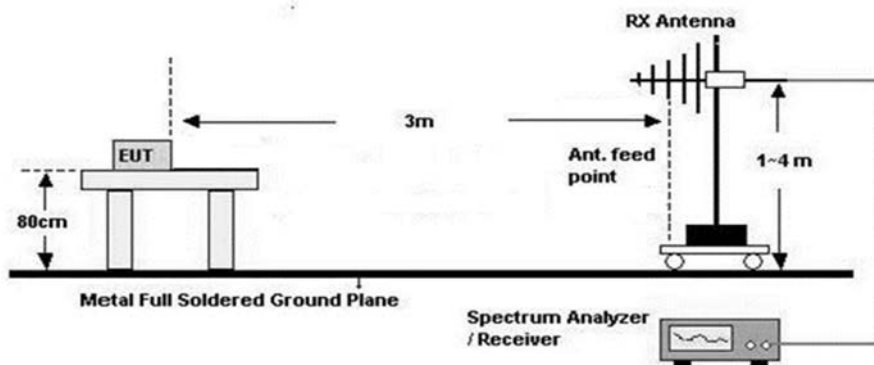 RX Antenna
3m
EUT
Ant. feed
point
1~4 m
80cm
Metal Full Soldered Ground Plane
Spectrum Analyzer
/ Receiver